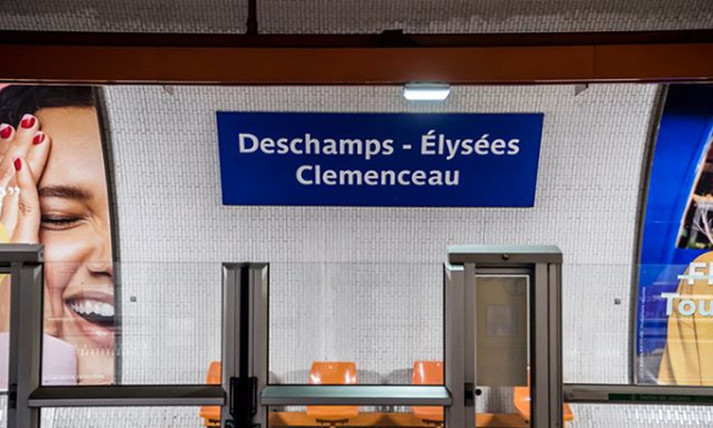 Deschamps - Élysées
Clemenceau